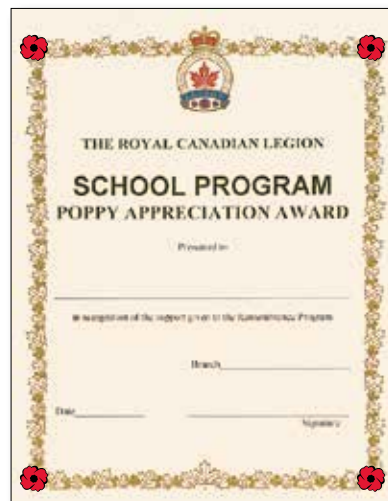 THE ROYAL CANADIAN LEGION
SCHOOL PROGRAM
POPPY APPRECIATION AWARD
Presented to
in recognition of the support given to the Remembrance Program
Branch
Date
Signature